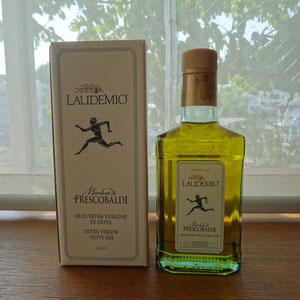 LAUDEMIO
Marchesi de'
FRESCOBALDI
OLIO EXTRA VERGINE
DI OLIVA
EXTRA VIRGIN
OLIVE OIL
LAUDEMIO
FRESCOBALDI